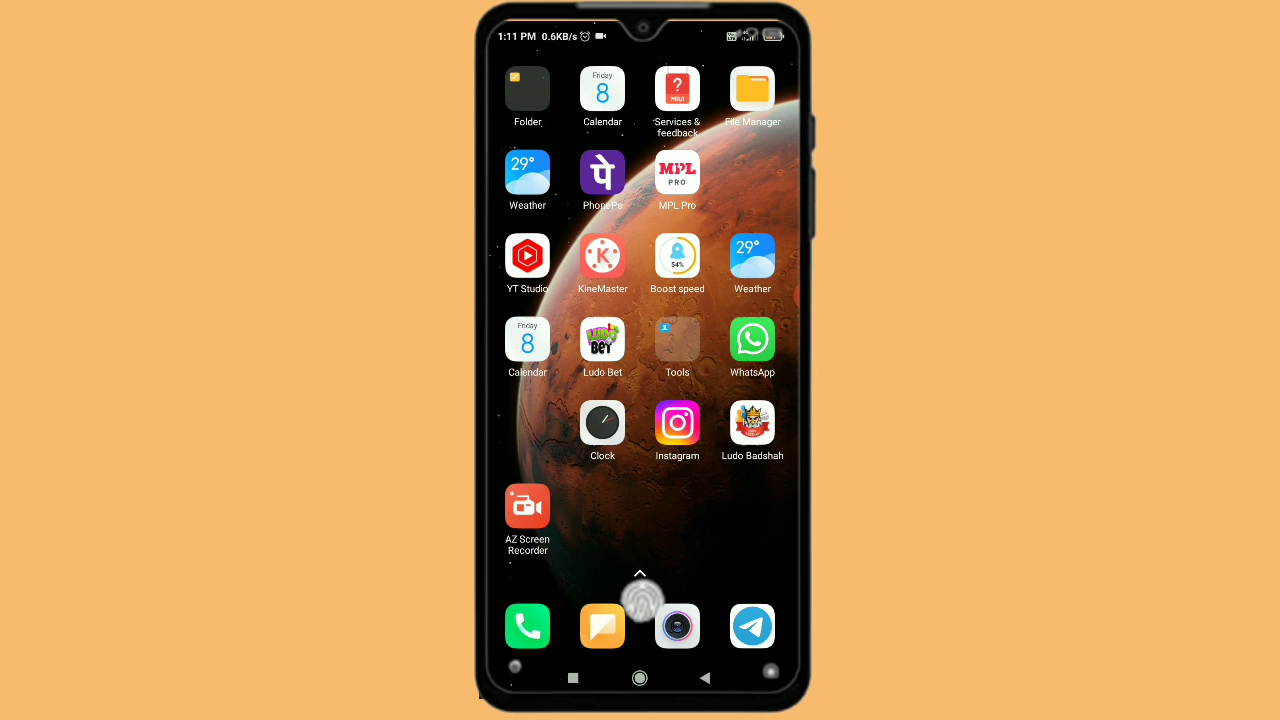 1:11 PM 0.6KB/s
Friday
8
?
MIUI
Folder
Calendar
Services &
feedback
File Manager
29°
पे
MPL
PRO
Weather
PhonePe
MPL Pro
K
54%
29°
YT Studio
KineMaster
Boost speed
Weather
Friday
8
LUDO
BET
Calendar
Ludo Bet
Tools
WhatsApp
Clock
Instagram
Ludo Badshah
AZ Screen
Recorder